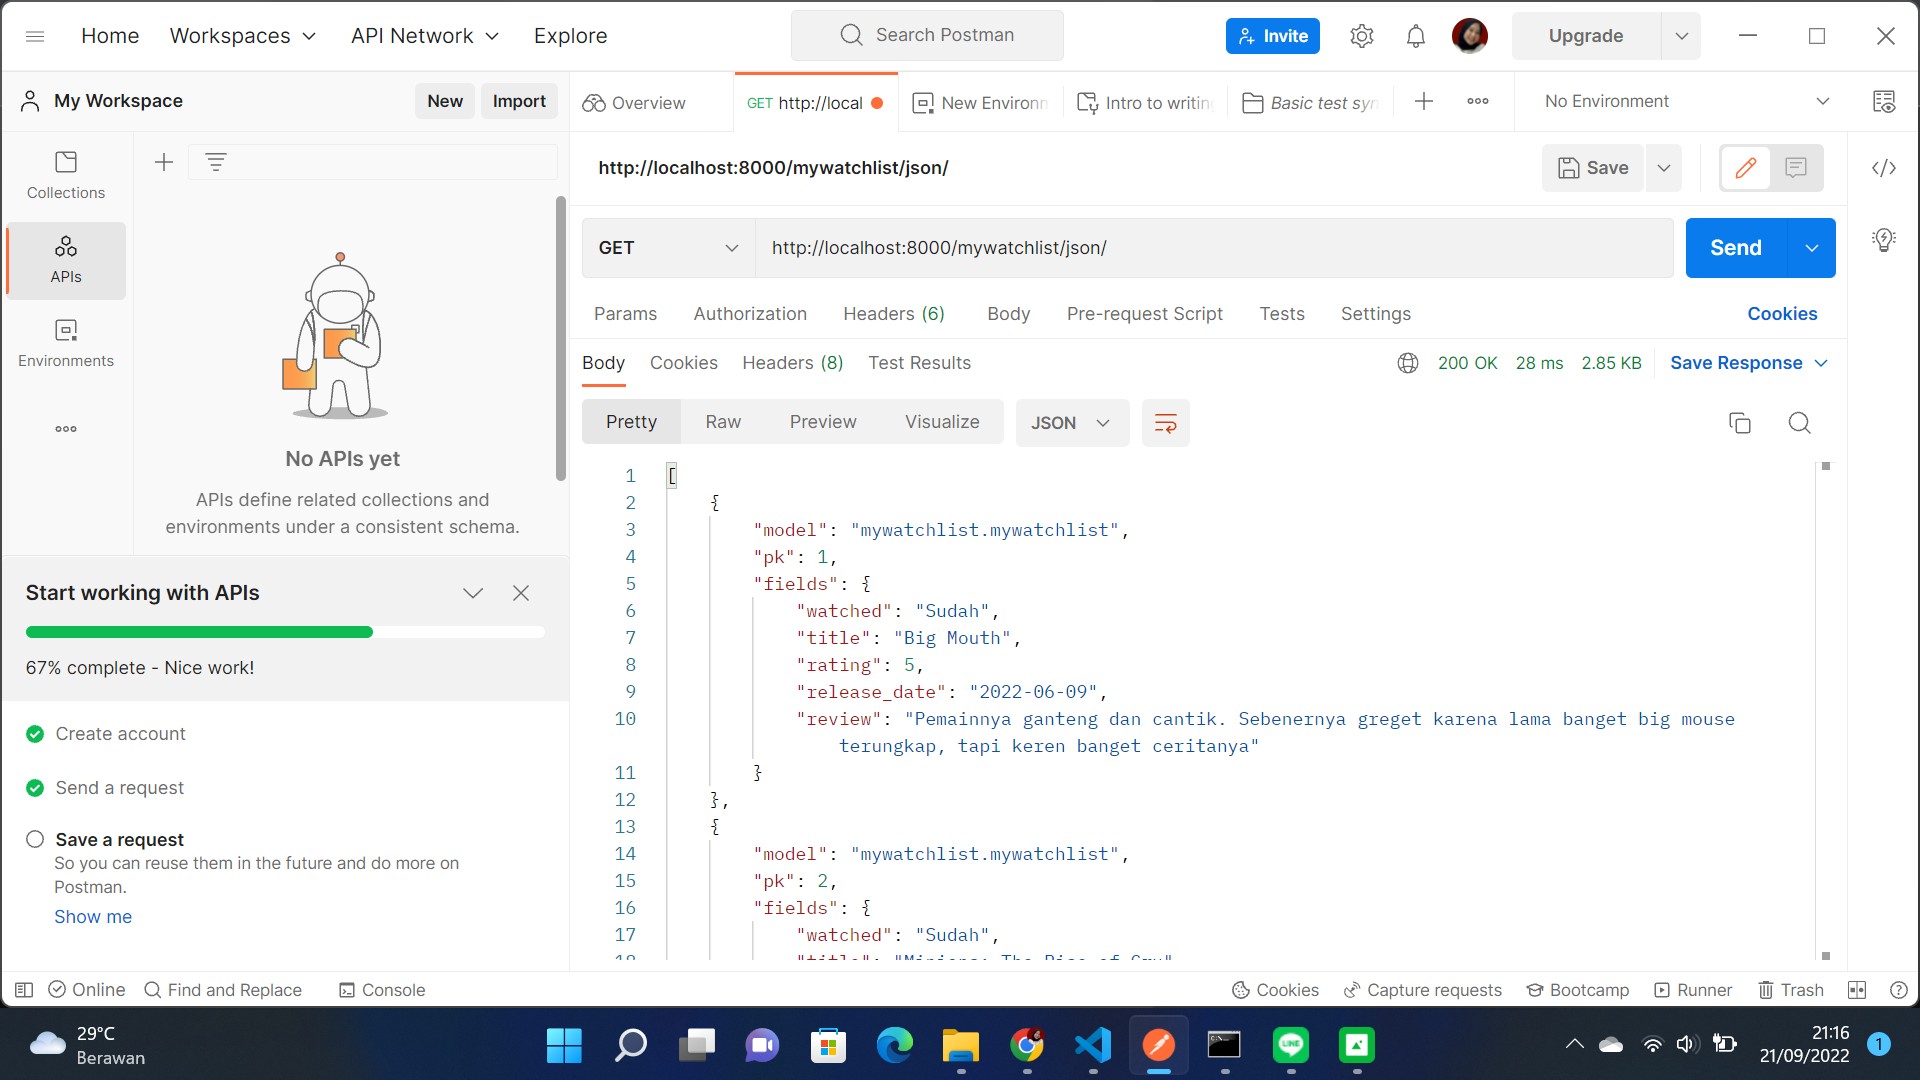 Home Workspaces API Network Explore Search Postman Invite Upgrade
My Workspace New Import Overview GET http://local New Environn Intro to writin Basic test syn No Environment
Collections
APIs
Environments
No APIs yet
APIs define related collections and
environments under a consistent schema.
Start working with APIs
67% complete - Nice work!
Create account
Send a request
Save a request
So you can reuse them in the future and do more on
Postman.
Show me
http://localhost:8000/mywatchlist/json/ Save
GET http://localhost:8000/mywatchlist/json/ Send
Params Authorization Headers (6) Body Pre-request Script Tests Settings Cookies
Body Cookies Headers (8) Test Results 200 OK 28 ms 2.85 KB Save Response
Pretty Raw Preview Visualize JSON
1 [
2 {
3 "model": "mywatchlist.mywatchlist",
4 "pk": 1,
5 "fields": {
6 "watched": "Sudah",
7 "title": "Big Mouth",
8 "rating": 5,
9 "release_date": "2022-06-09",
10 "review": "Pemainnya ganteng dan cantik. Sebenernya greget karena lama banget big mouse
terungkap, tapi keren banget ceritanya"
11 }
12 },
13 {
14 "model": "mywatchlist.mywatchlist",
15 "pk": 2,
16 "fields": {
17 "watched": "Sudah",
18 "title": "Minions: The Rise of Gru"
Online Find and Replace Console Cookies Capture requests Bootcamp Runner Trash
29°C
Berawan
LINE
21:16
21/09/2022
1